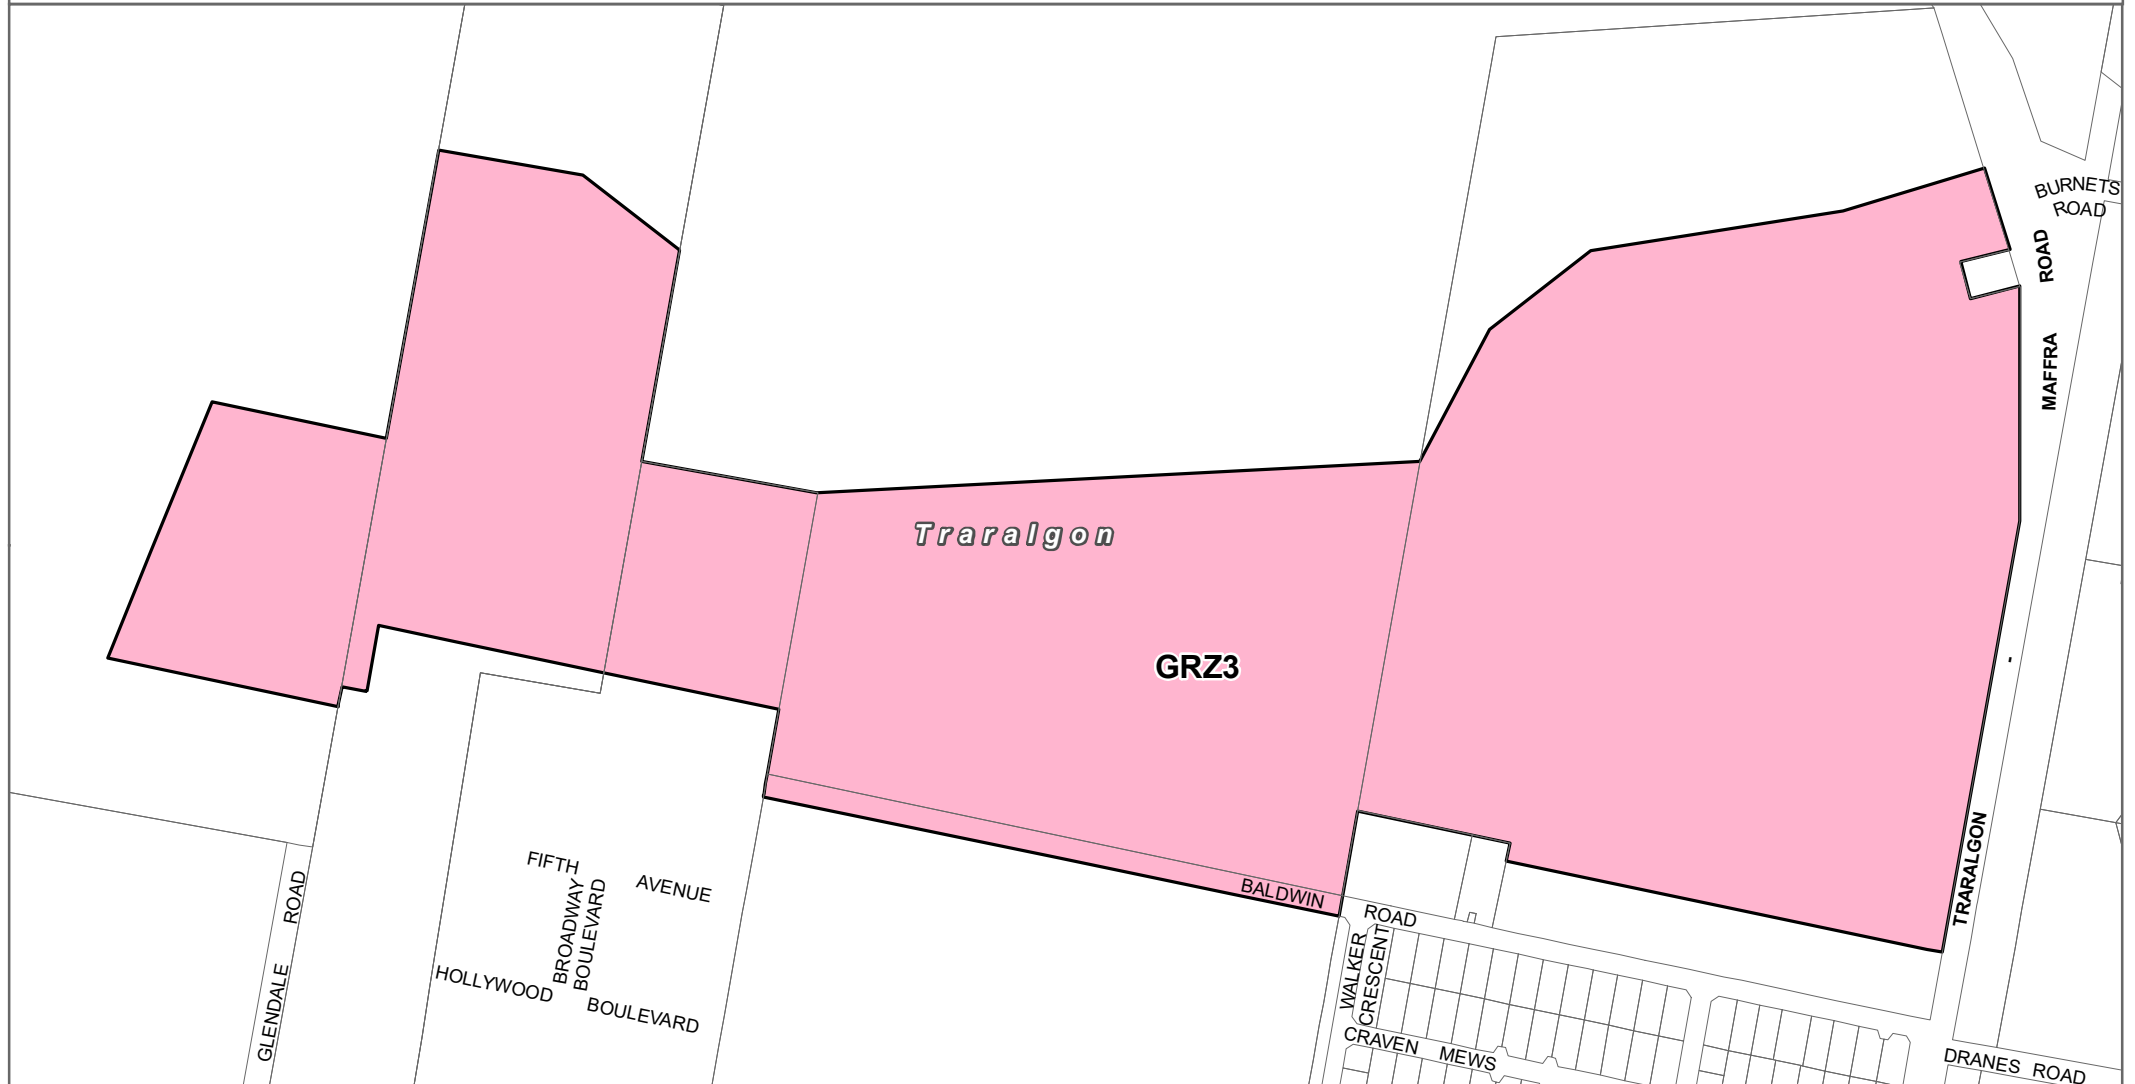 BURNETS
ROAD
ROAD
MAFFRA
Traralgon
GRZ3
TRARALGON
FIFTH
AVENUE
BROADWAY
BOULEVARD
BALDWIN
ROAD
GLENDALE ROAD
HOLLYWOOD
BOULEVARD
WALKER
CRESCENT
CRAVEN MEWS
DRANES ROAD